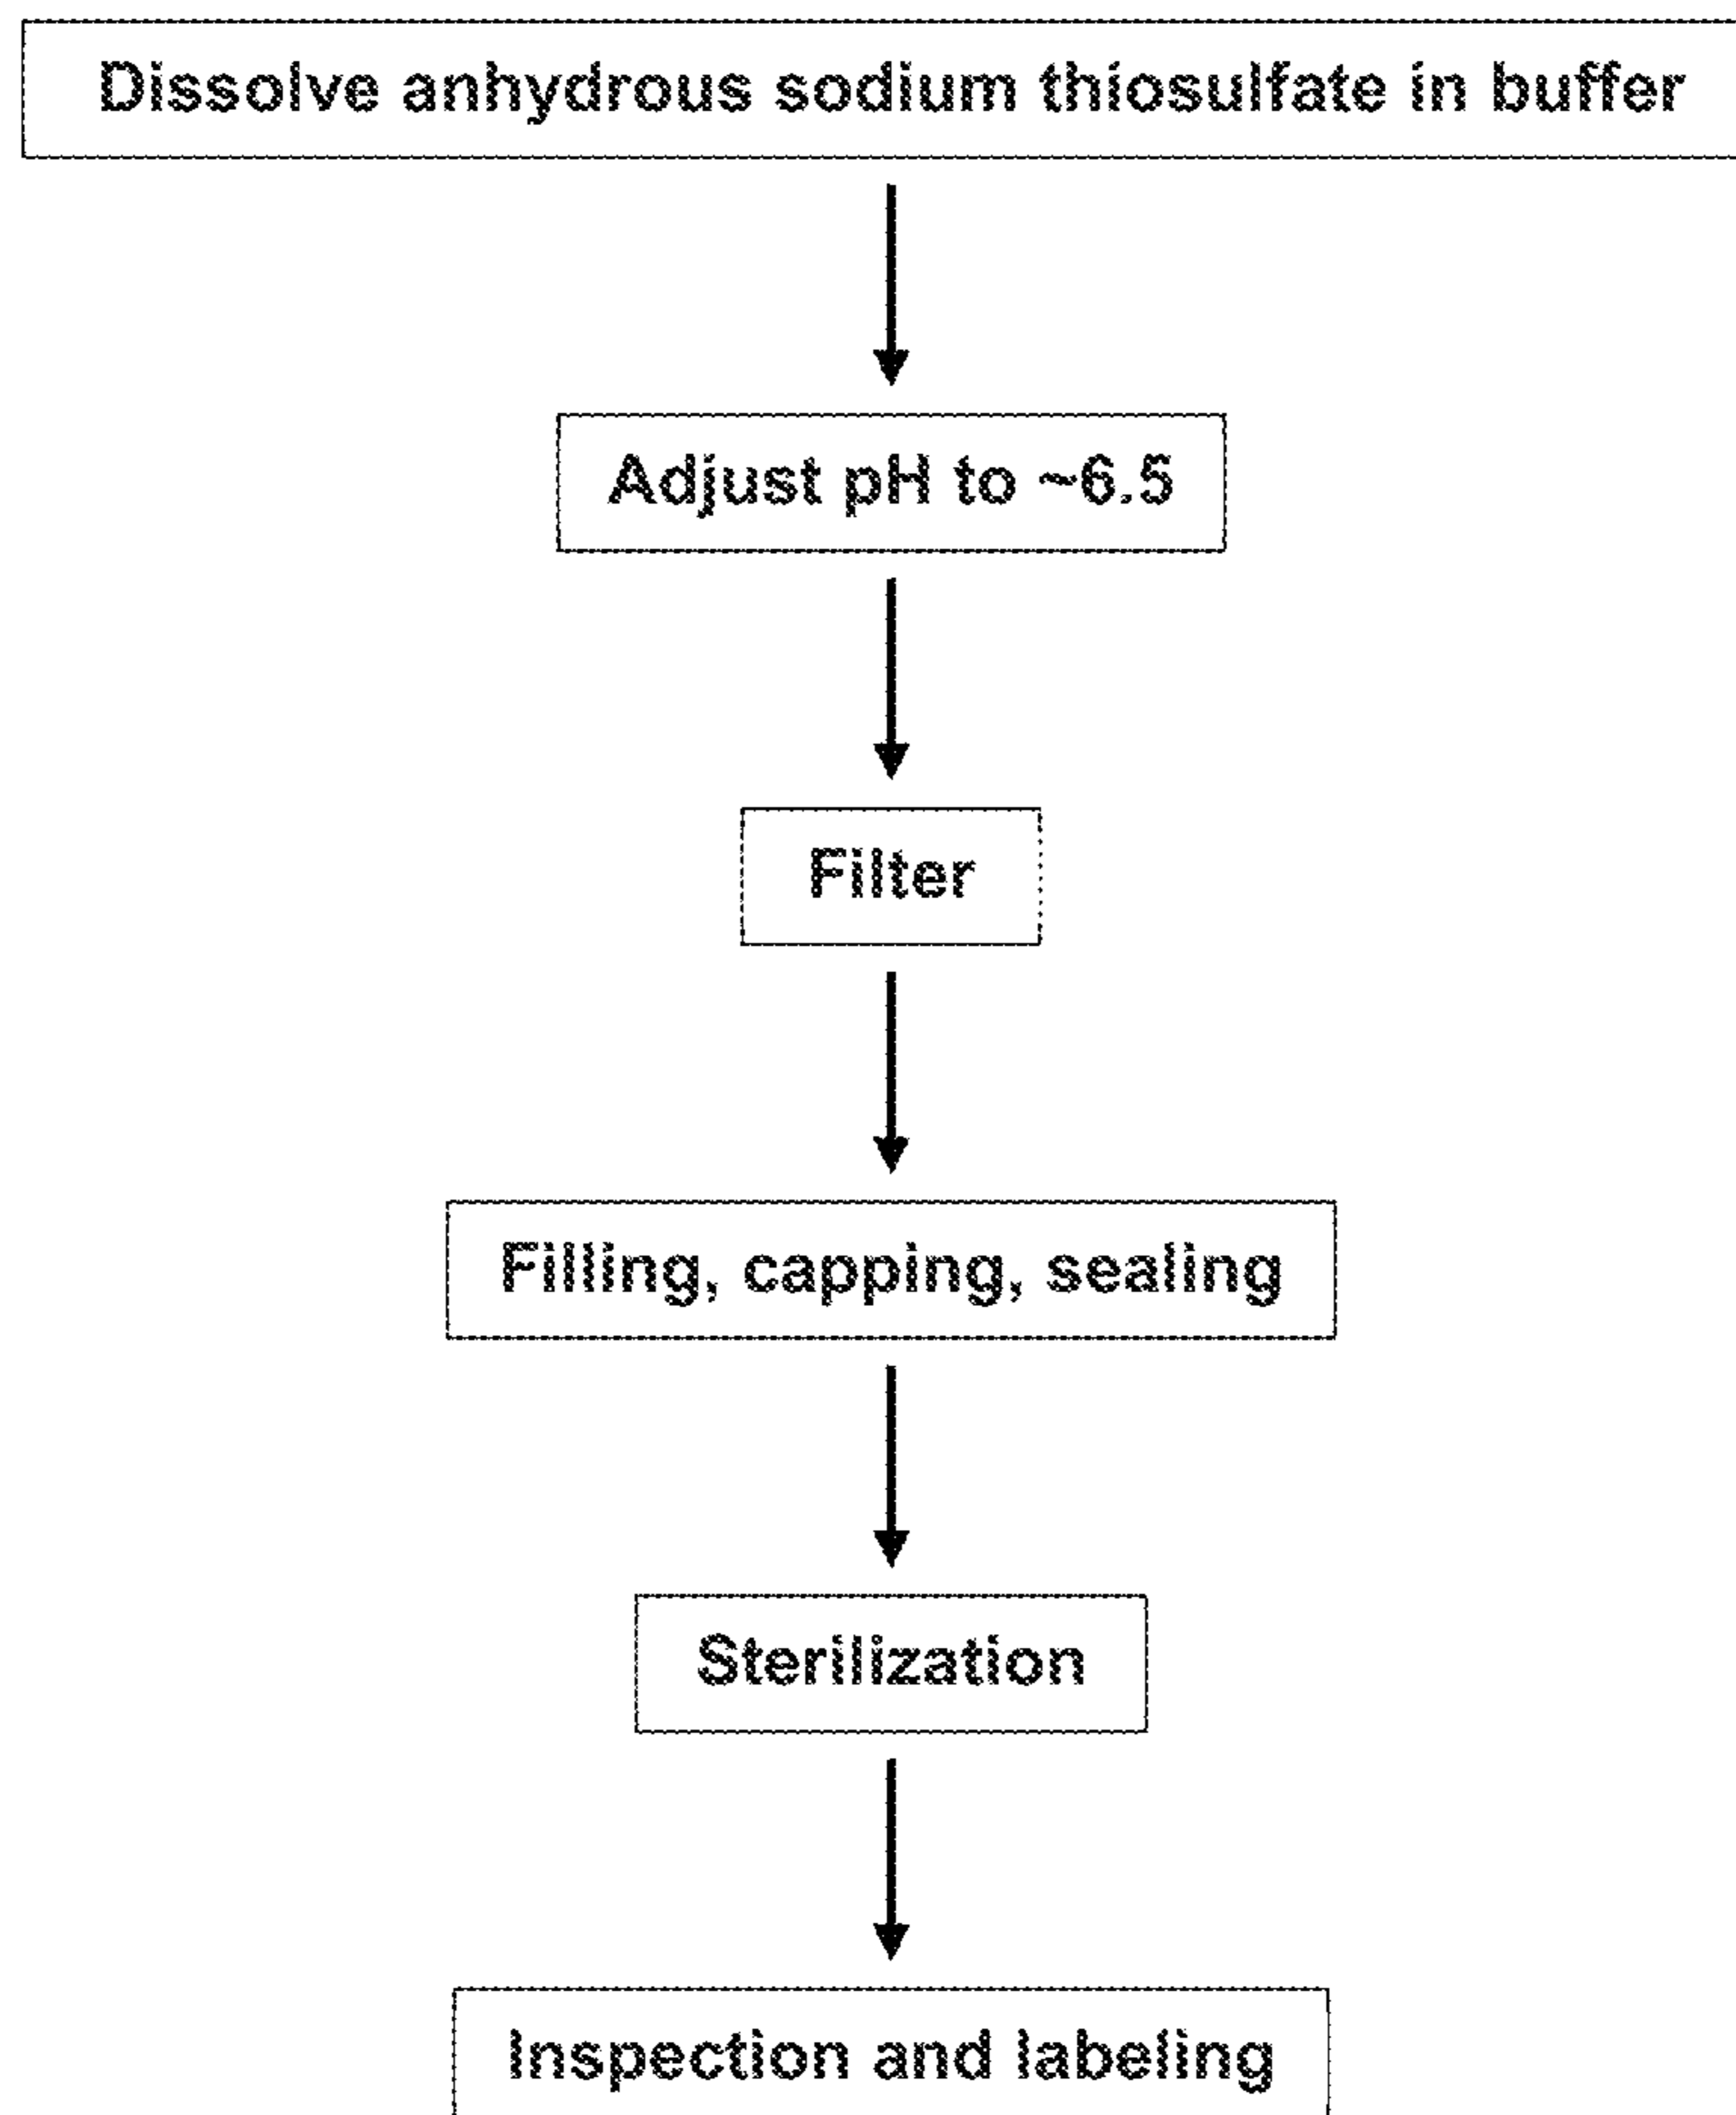 Dissolve anhydrous sodium thiosulfate in buffer
Adjust pH to ~6.5
Filter
Filling, capping, sealing
Sterilization
Inspection and labeling